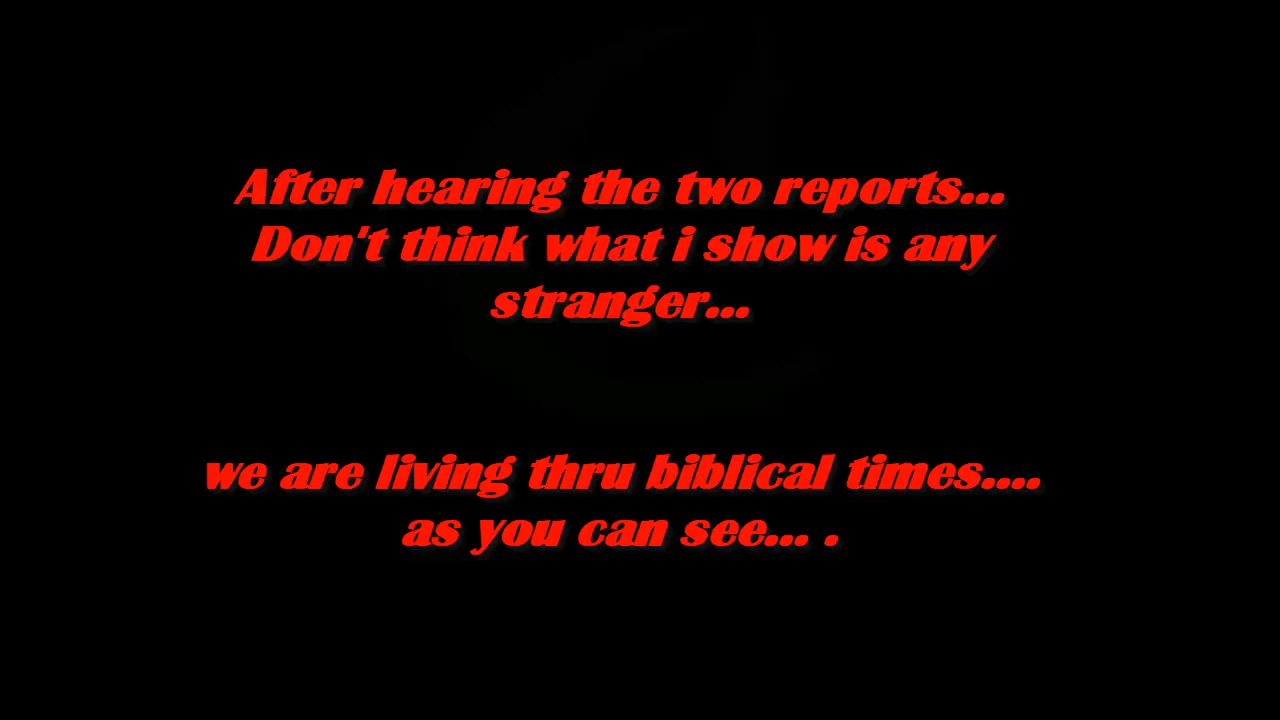 After hearing the two reports...
Don't think what i show is any
stranger...
we are living thru biblical times....
as you can see... .